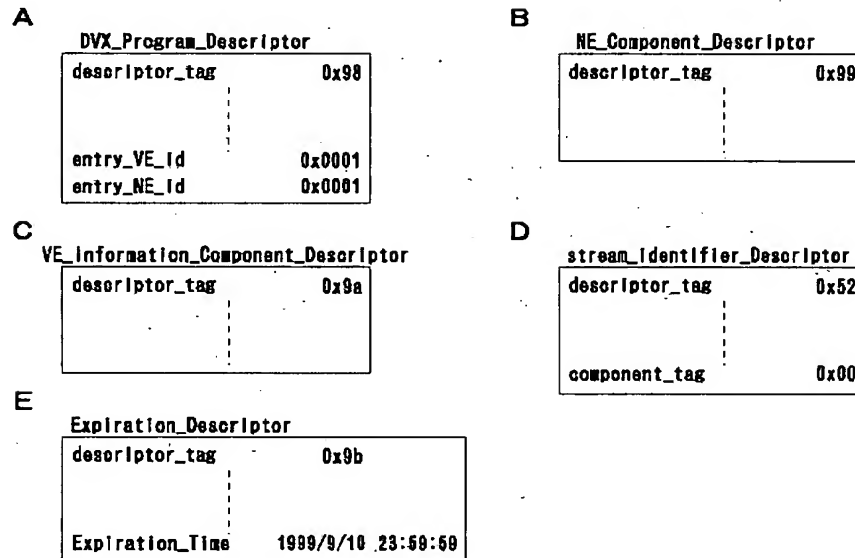 A
DVX_Program_Descriptor
descriptor_tag 0x98
entry_VE_id 0x0001
entry_NE_id 0x0001
B
NE_Component_Descriptor
descriptor_tag 0x99
C
VE_Information_Component_Descriptor
descriptor_tag 0x9a
D
stream_identifier_Descriptor
descriptor_tag 0x52
component_tag 0x00
E
Expiration_Descriptor
descriptor_tag 0x9b
Expiration_Time 1999/9/10 23:59:59